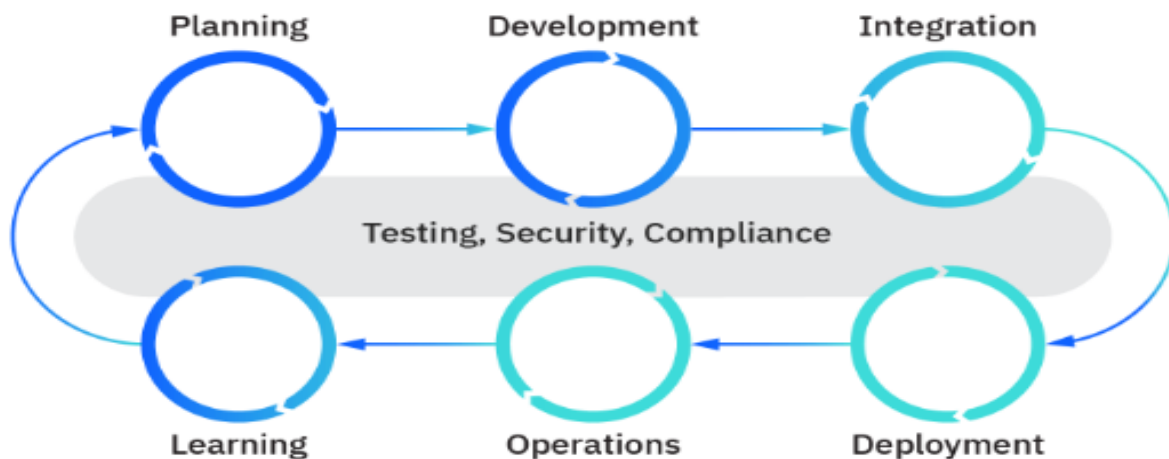 Planning
Development
Integration
Testing, Security, Compliance
Learning
Operations
Deployment